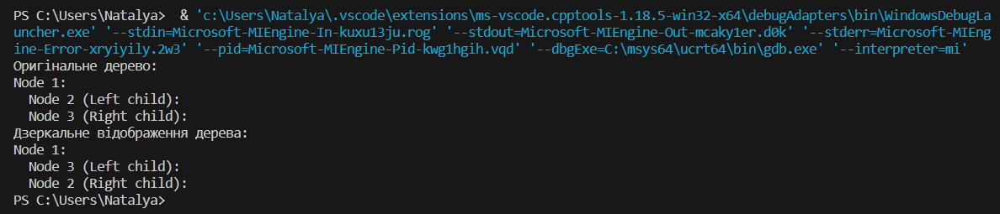 PS C:\Users\Natalya>  & 'c:\Users\Natalya\.vscode\extensions\ms-vscode.cpptools-1.18.5-win32-x64\debugAdapters\bin\WindowsDebugLa
uncher.exe' '--stdin=Microsoft-MIEngine-In-kuxu13ju.rog' '--stdout=Microsoft-MIEngine-Out-mcaky1er.d0k' '--stderr=Microsoft-MIEng
ine-Error-xryiyily.2w3' '--pid=Microsoft-MIEngine-Pid-kwg1hgih.vqd' '--dbgExe=C:\msys64\ucrt64\bin\gdb.exe' '--interpreter=mi'
Оригінальне дерево:
Node 1:
  Node 2 (Left child):
  Node 3 (Right child):
Дзеркальне відображення дерева:
Node 1:
  Node 3 (Left child):
  Node 2 (Right child):
PS C:\Users\Natalya>